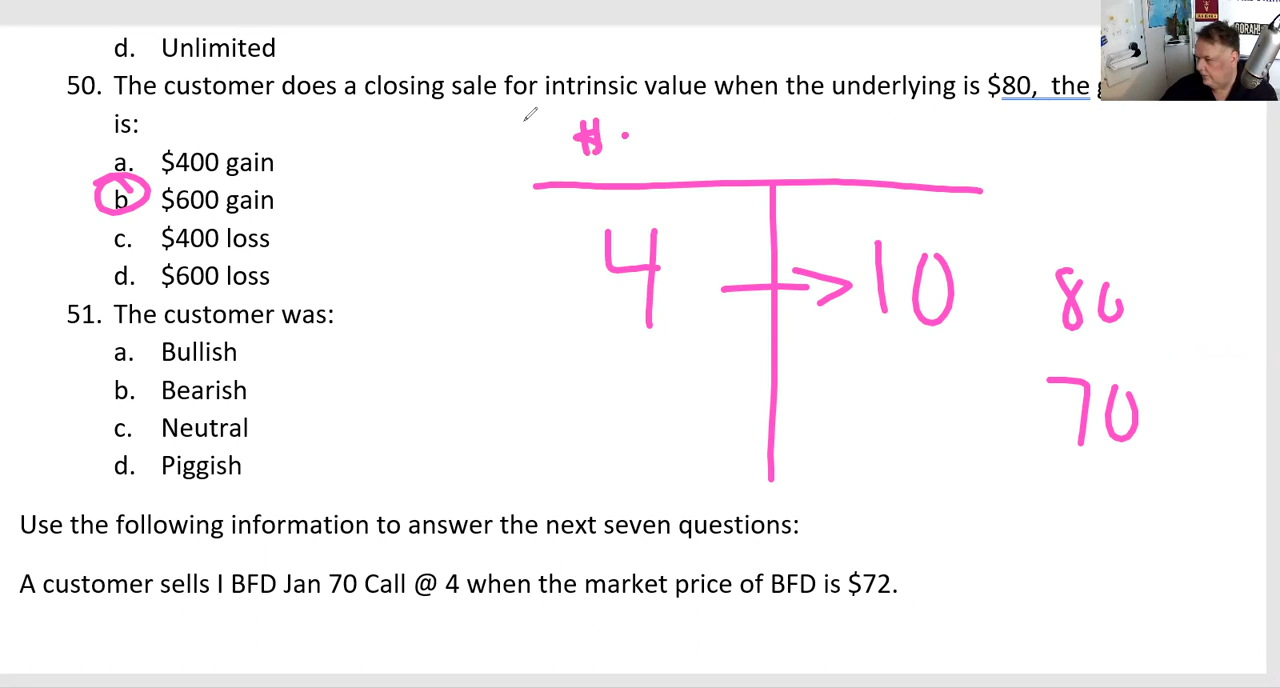 d. Unlimited
50. The customer does a closing sale for intrinsic value when the underlying is $80, the
is:
a. $400 gain
b $600 gain
c. $400 loss
d. $600 loss
51. The customer was:
a. Bullish
b. Bearish
c. Neutral
d. Piggish
4 10 80
70
Use the following information to answer the next seven questions:
A customer sells I BFD Jan 70 Call @ 4 when the market price of BFD is $72.